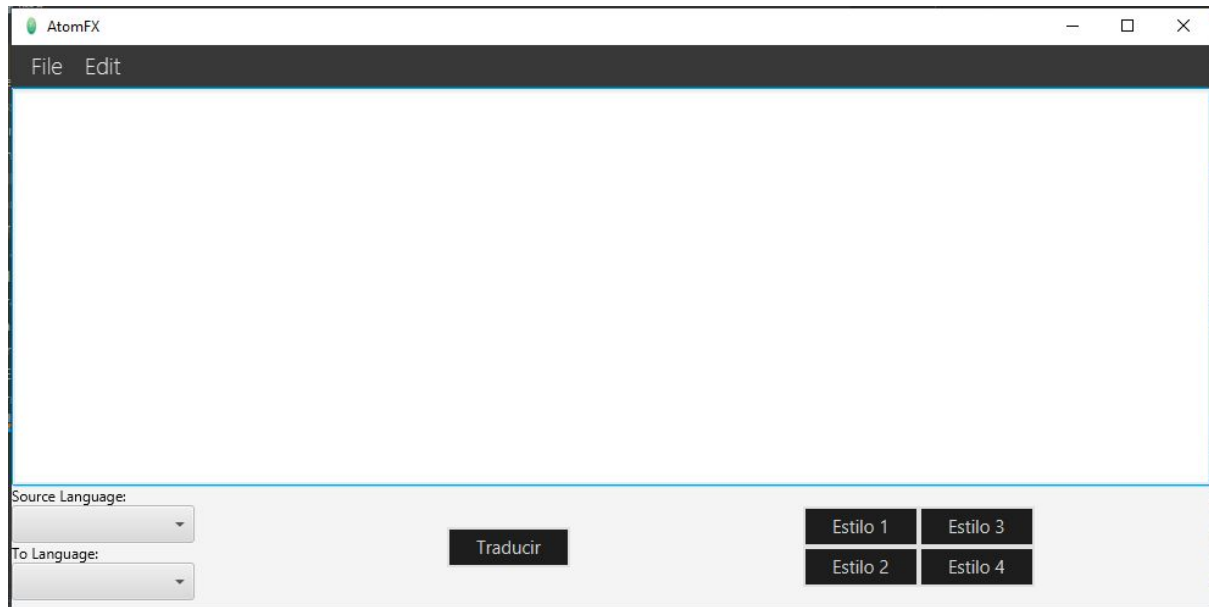 AtomFX
File Edit
Source Language:
To Language:
Traducir
Estilo 1 Estilo 3
Estilo 2 Estilo 4